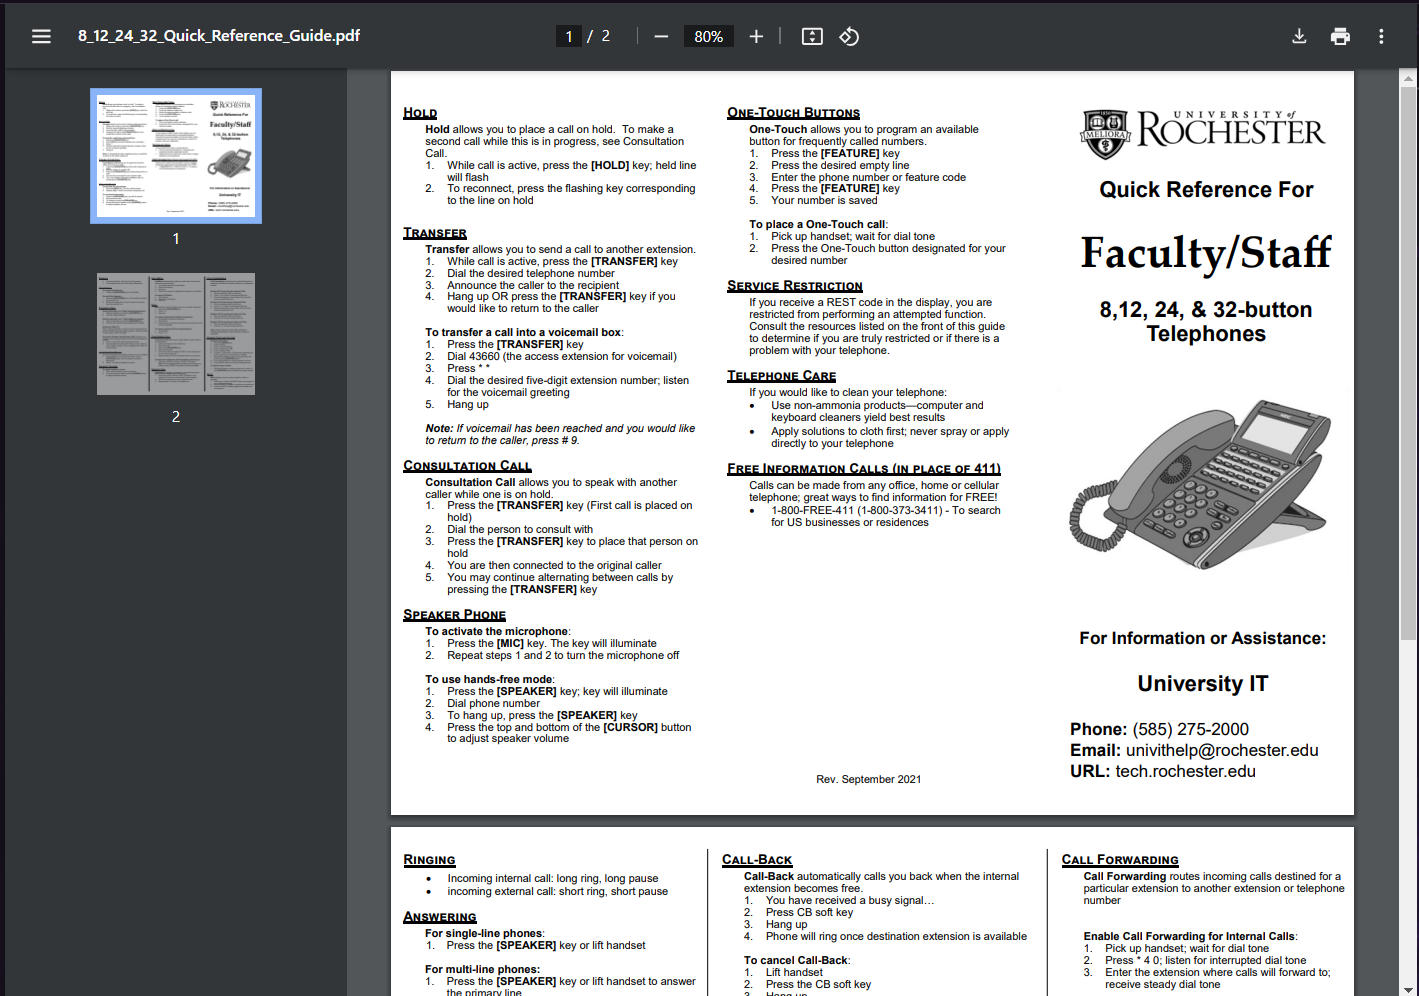 8_12_24_32_Quick_Reference_Guide.pdf
1 / 2
80%
1
2
HOLD
Hold allows you to place a call on hold.  To make a
second call while this is in progress, see Consultation
Call.
1. While call is active, press the [HOLD] key; held line
will flash
2. To reconnect, press the flashing key corresponding
to the line on hold
TRANSFER
Transfer allows you to send a call to another extension.
1. While call is active, press the [TRANSFER] key
2. Dial the desired telephone number
3. Announce the caller to the recipient
4. Hang up OR press the [TRANSFER] key if you
would like to return to the caller
To transfer a call into a voicemail box:
1. Press the [TRANSFER] key
2. Dial 43660 (the access extension for voicemail)
3. Press * *
4. Dial the desired five-digit extension number; listen
for the voicemail greeting
5. Hang up
Note: If voicemail has been reached and you would like
to return to the caller, press # 9.
CONSULTATION CALL
Consultation Call allows you to speak with another
caller while one is on hold.
1. Press the [TRANSFER] key (First call is placed on
hold)
2. Dial the person to consult with
3. Press the [TRANSFER] key to place that person on
hold
4. You are then connected to the original caller
5. You may continue alternating between calls by
pressing the [TRANSFER] key
SPEAKER PHONE
To activate the microphone:
1. Press the [MIC] key. The key will illuminate
2. Repeat steps 1 and 2 to turn the microphone off
To use hands-free mode:
1. Press the [SPEAKER] key; key will illuminate
2. Dial phone number
3. To hang up, press the [SPEAKER] key
4. Press the top and bottom of the [CURSOR] button
to adjust speaker volume
ONE-TOUCH BUTTONS
One-Touch allows you to program an available
button for frequently called numbers.
1. Press the [FEATURE] key
2. Press the desired empty line
3. Enter the phone number or feature code
4. Press the [FEATURE] key
5. Your number is saved
To place a One-Touch call:
1. Pick up handset; wait for dial tone
2. Press the One-Touch button designated for your
desired number
SERVICE RESTRICTION
If you receive a REST code in the display, you are
restricted from performing an attempted function.
Consult the resources listed on the front of this guide
to determine if you are truly restricted or if there is a
problem with your telephone.
TELEPHONE CARE
If you would like to clean your telephone:
• Use non-ammonia products—computer and
keyboard cleaners yield best results
• Apply solutions to cloth first; never spray or apply
directly to your telephone
FREE INFORMATION CALLS (IN PLACE OF 411)
Calls can be made from any office, home or cellular
telephone; great ways to find information for FREE!
• 1-800-FREE-411 (1-800-373-3411) - To search
for US businesses or residences
Rev. September 2021
MELIORA
UNIVERSITY of
ROCHESTER
Quick Reference For
Faculty/Staff
8,12, 24, & 32-button
Telephones
For Information or Assistance:
University IT
Phone: (585) 275-2000
Email: univithelp@rochester.edu
URL: tech.rochester.edu
RINGING
• Incoming internal call: long ring, long pause
• incoming external call: short ring, short pause
ANSWERING
For single-line phones:
1. Press the [SPEAKER] key or lift handset
For multi-line phones:
1. Press the [SPEAKER] key or lift handset to answer
the primary line
CALL-BACK
Call-Back automatically calls you back when the internal
extension becomes free.
1. You have received a busy signal…
2. Press CB soft key
3. Hang up
4. Phone will ring once destination extension is available
To cancel Call-Back:
1. Lift handset
2. Press the CB soft key
3. Hang up
CALL FORWARDING
Call Forwarding routes incoming calls destined for a
particular extension to another extension or telephone
number
Enable Call Forwarding for Internal Calls:
1. Pick up handset; wait for dial tone
2. Press * 4 0; listen for interrupted dial tone
3. Enter the extension where calls will forward to;
receive steady dial tone